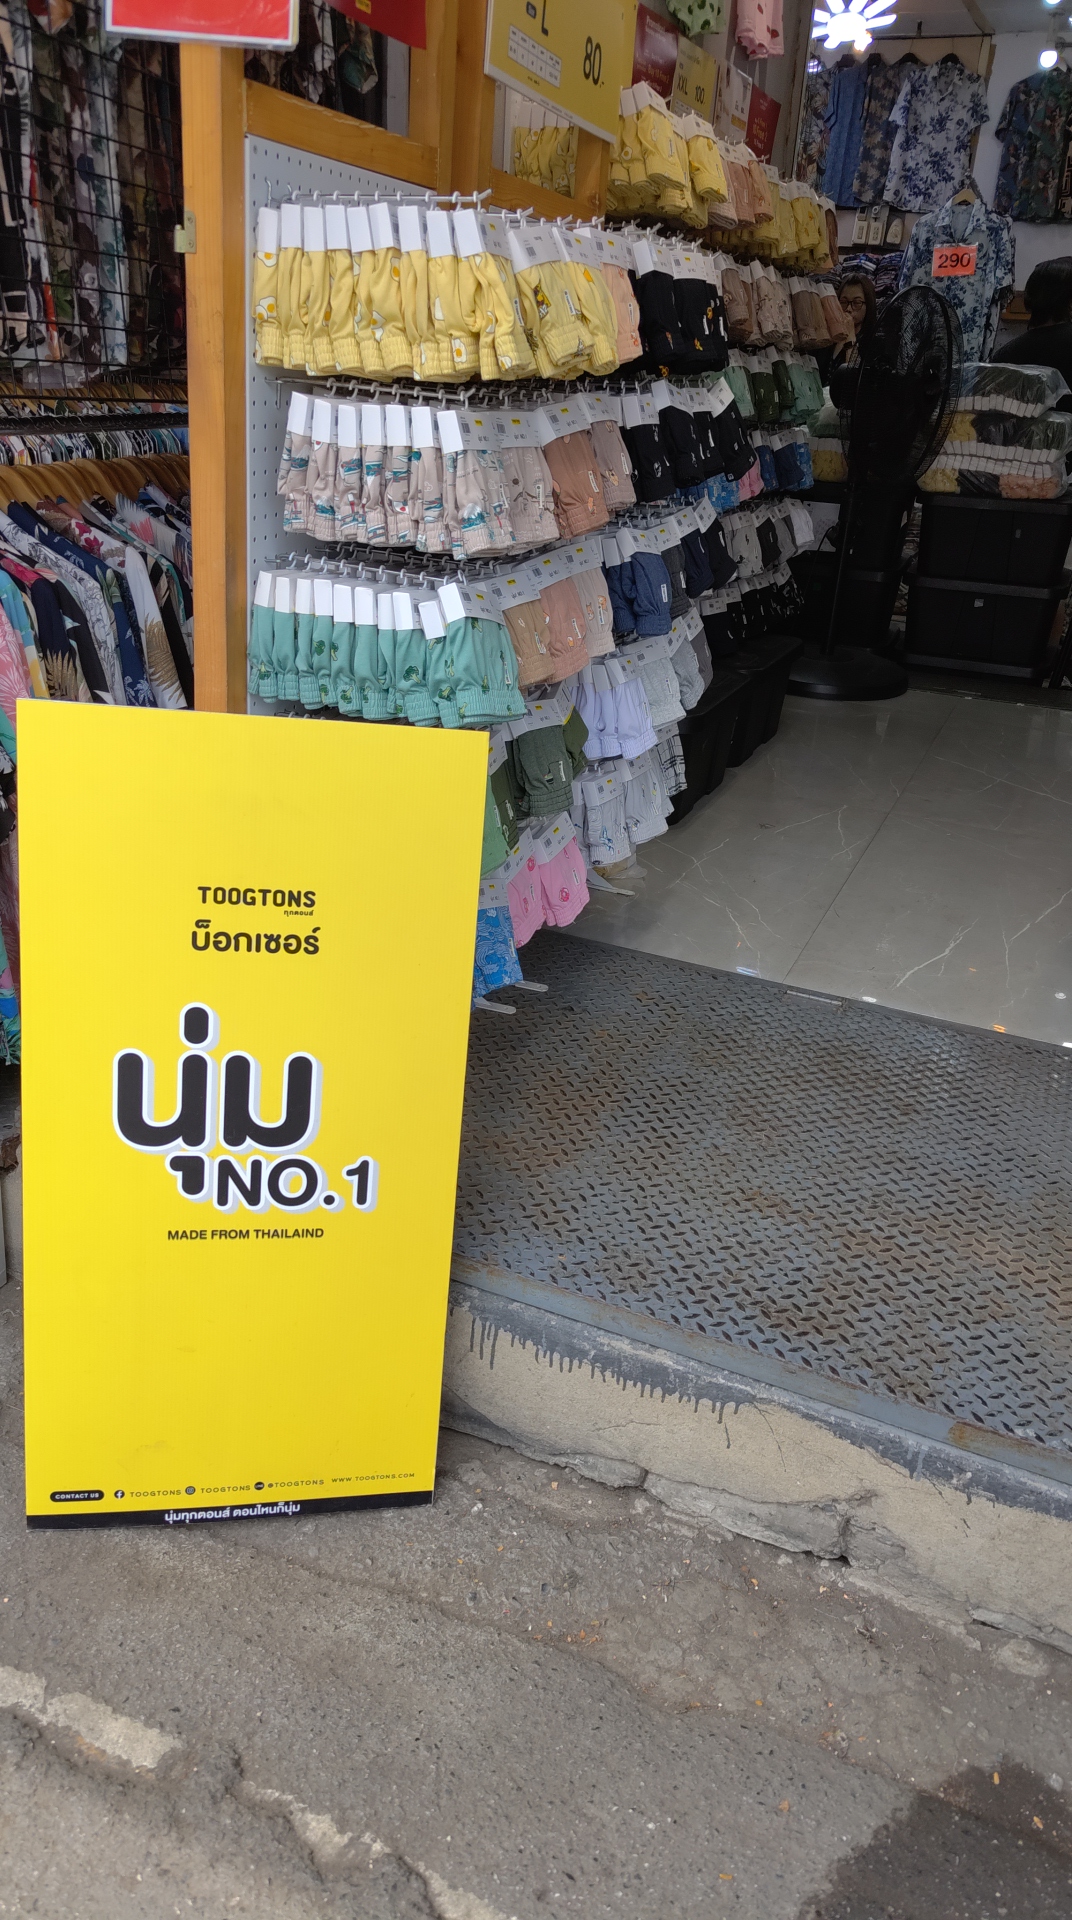 L
80.-
XXL 100.-
290
TOOGTONS
ทุกตอนส์
บ็อกเซอร์
นุ่ม
NO.1
MADE FROM THAILAIND
CONTACT US TOOGTONS TOOGTONS @TOOGTONS WWW.TOOGTONS.COM
นุ่มทุกตอนส์ ตอนไหนก็นุ่ม